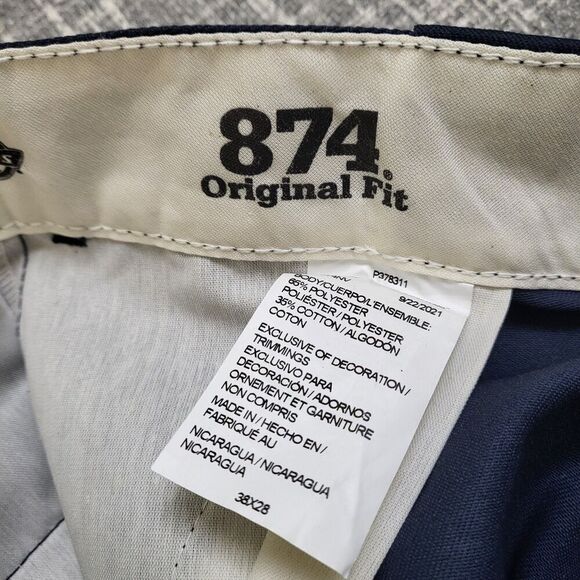 874®
Original Fit
S
P378311
9/22/2021
BODY/CUERPO/L'ENSEMBLE:
65% POLYESTER
POLIÉSTER / POLYESTER
35% COTTON / ALGODÓN
COTON
EXCLUSIVE OF DECORATION /
TRIMMINGS
EXCLUSIVO PARA
DECORACIÓN / ADORNOS
ORNEMENT ET GARNITURE
NON COMPRIS
MADE IN / HECHO EN /
FABRIQUÉ AU
NICARAGUA / NICARAGUA
NICARAGUA
38X28